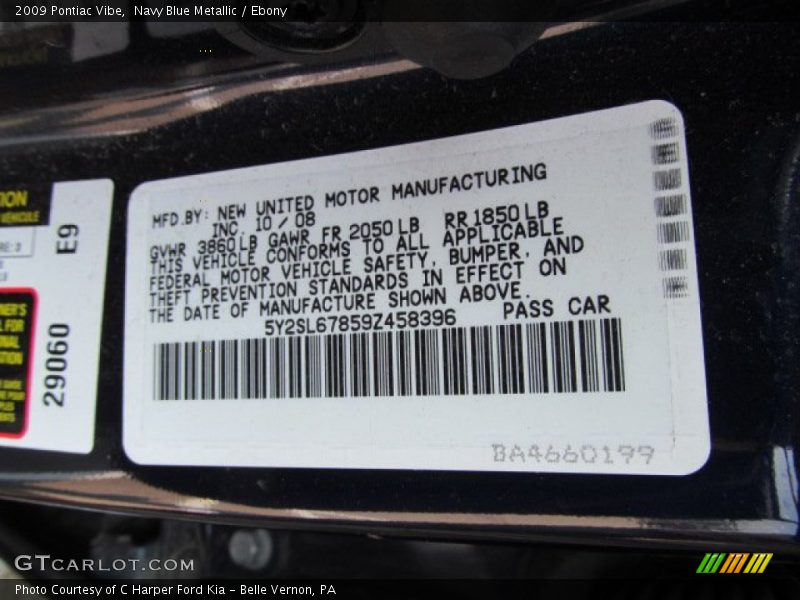 2009 Pontiac Vibe, Navy Blue Metallic / Ebony
MFD.BY: NEW UNITED MOTOR MANUFACTURING
INC. 10/08
GVWR 3860LB GAWR FR 2050LB RR1850LB
THIS VEHICLE CONFORMS TO ALL APPLICABLE
FEDERAL MOTOR VEHICLE SAFETY, BUMPER, AND
THEFT PREVENTION STANDARDS IN EFFECT ON
THE DATE OF MANUFACTURE SHOWN ABOVE.
5Y2SL67859Z458396 PASS CAR
BA4660199
E9
29060
GTCARLOT.COM
Photo Courtesy of C Harper Ford Kia – Belle Vernon, PA